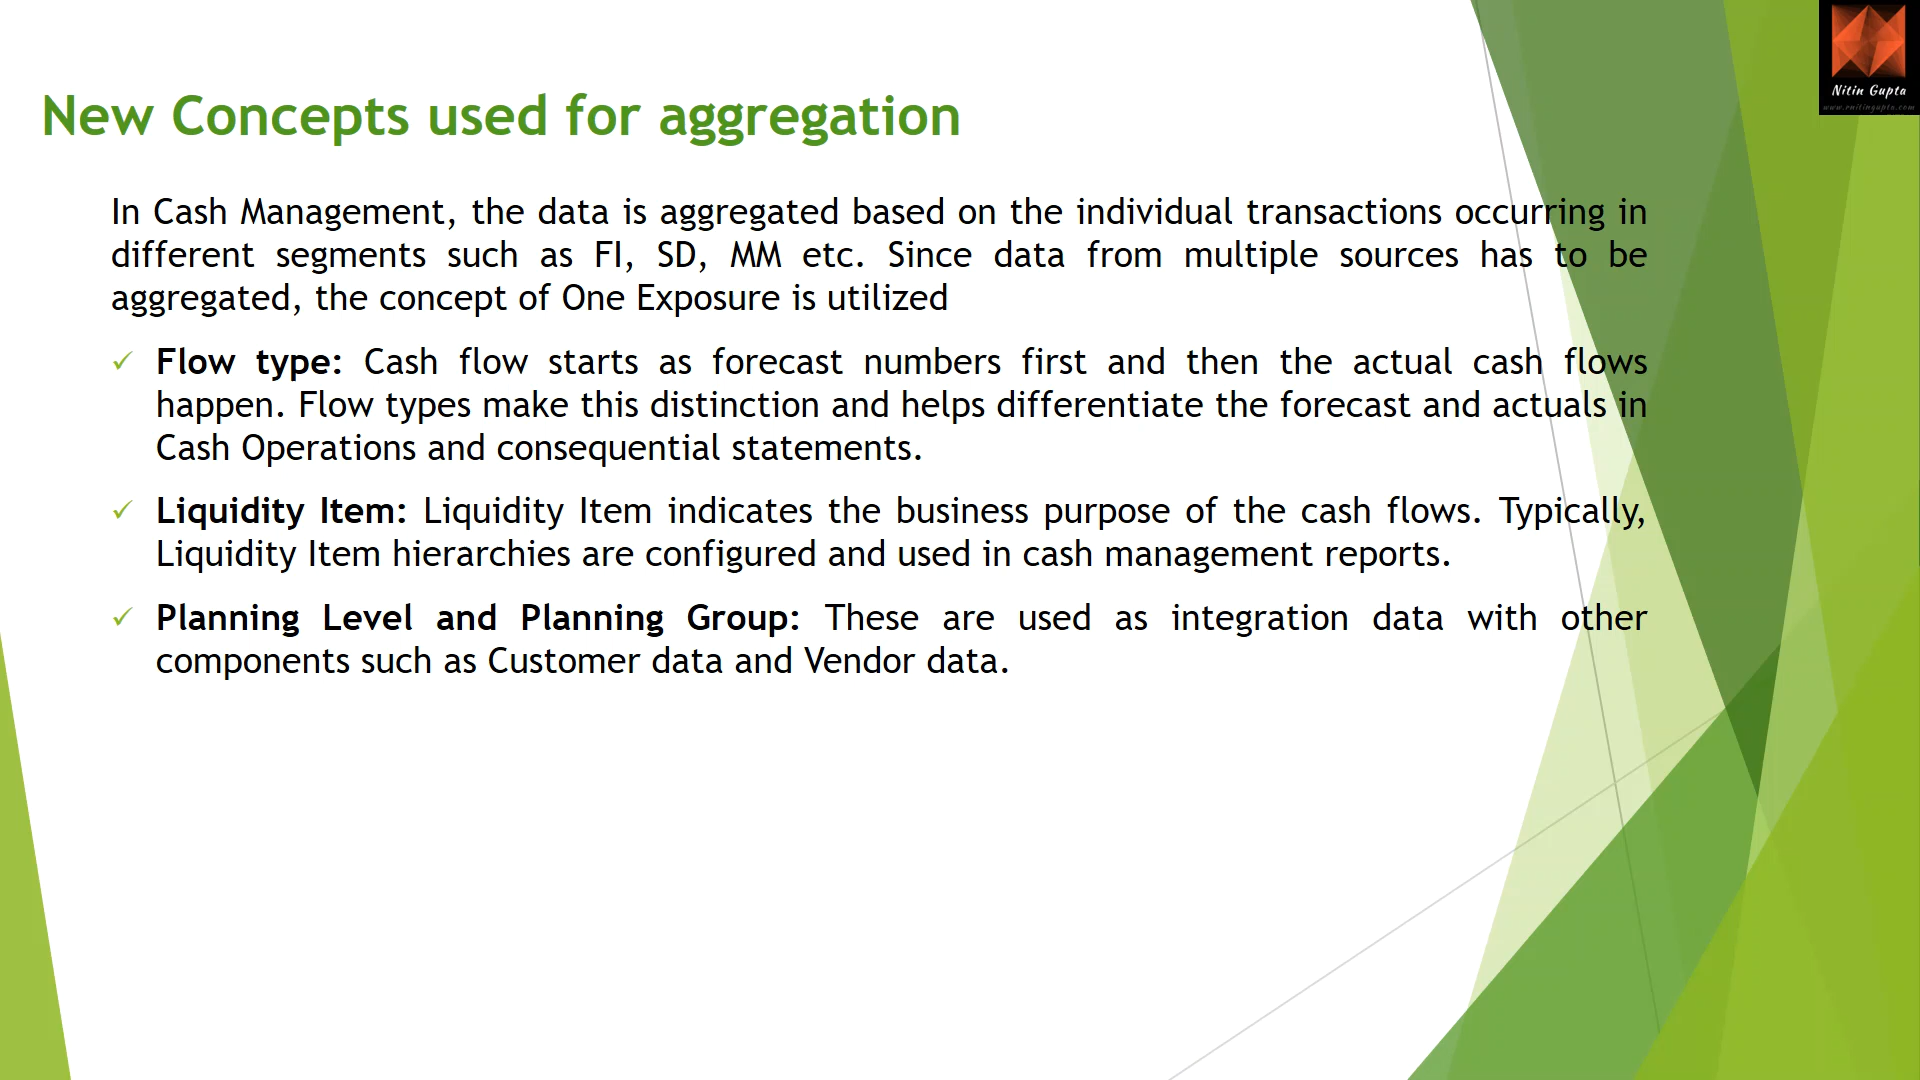 Nitin Gupta
New Concepts used for aggregation
In Cash Management, the data is aggregated based on the individual transactions occurring in
different segments such as FI, SD, MM etc. Since data from multiple sources has to be
aggregated, the concept of One Exposure is utilized
✓ Flow type: Cash flow starts as forecast numbers first and then the actual cash flows
happen. Flow types make this distinction and helps differentiate the forecast and actuals in
Cash Operations and consequential statements.
✓ Liquidity Item: Liquidity Item indicates the business purpose of the cash flows. Typically,
Liquidity Item hierarchies are configured and used in cash management reports.
✓ Planning Level and Planning Group: These are used as integration data with other
components such as Customer data and Vendor data.